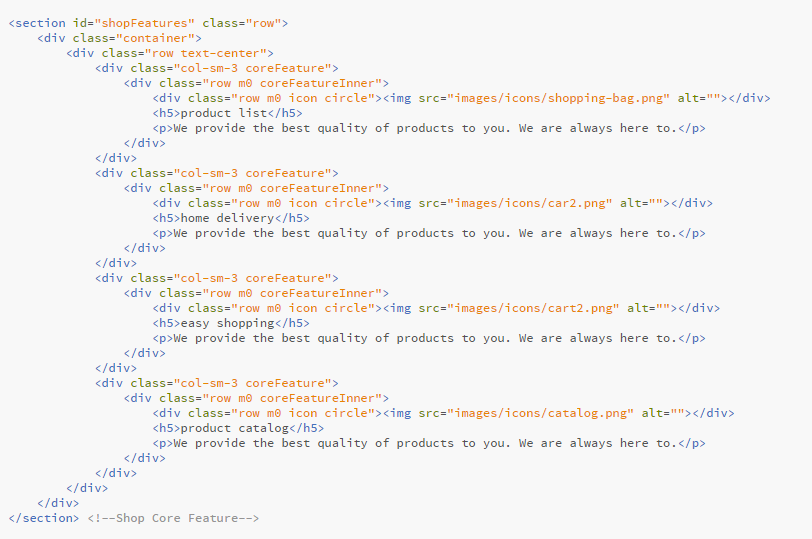 <section id="shopFeatures" class="row">
    <div class="container">
        <div class="row text-center">
            <div class="col-sm-3 coreFeature">
                <div class="row m0 coreFeatureInner">
                    <div class="row m0 icon circle"><img src="images/icons/shopping-bag.png" alt=""></div>
                    <h5>product list</h5>
                    <p>We provide the best quality of products to you. We are always here to.</p>
                </div>
            </div>
            <div class="col-sm-3 coreFeature">
                <div class="row m0 coreFeatureInner">
                    <div class="row m0 icon circle"><img src="images/icons/car2.png" alt=""></div>
                    <h5>home delivery</h5>
                    <p>We provide the best quality of products to you. We are always here to.</p>
                </div>
            </div>
            <div class="col-sm-3 coreFeature">
                <div class="row m0 coreFeatureInner">
                    <div class="row m0 icon circle"><img src="images/icons/cart2.png" alt=""></div>
                    <h5>easy shopping</h5>
                    <p>We provide the best quality of products to you. We are always here to.</p>
                </div>
            </div>
            <div class="col-sm-3 coreFeature">
                <div class="row m0 coreFeatureInner">
                    <div class="row m0 icon circle"><img src="images/icons/catalog.png" alt=""></div>
                    <h5>product catalog</h5>
                    <p>We provide the best quality of products to you. We are always here to.</p>
                </div>
            </div>
        </div>
    </div>
</section> <!--Shop Core Feature-->